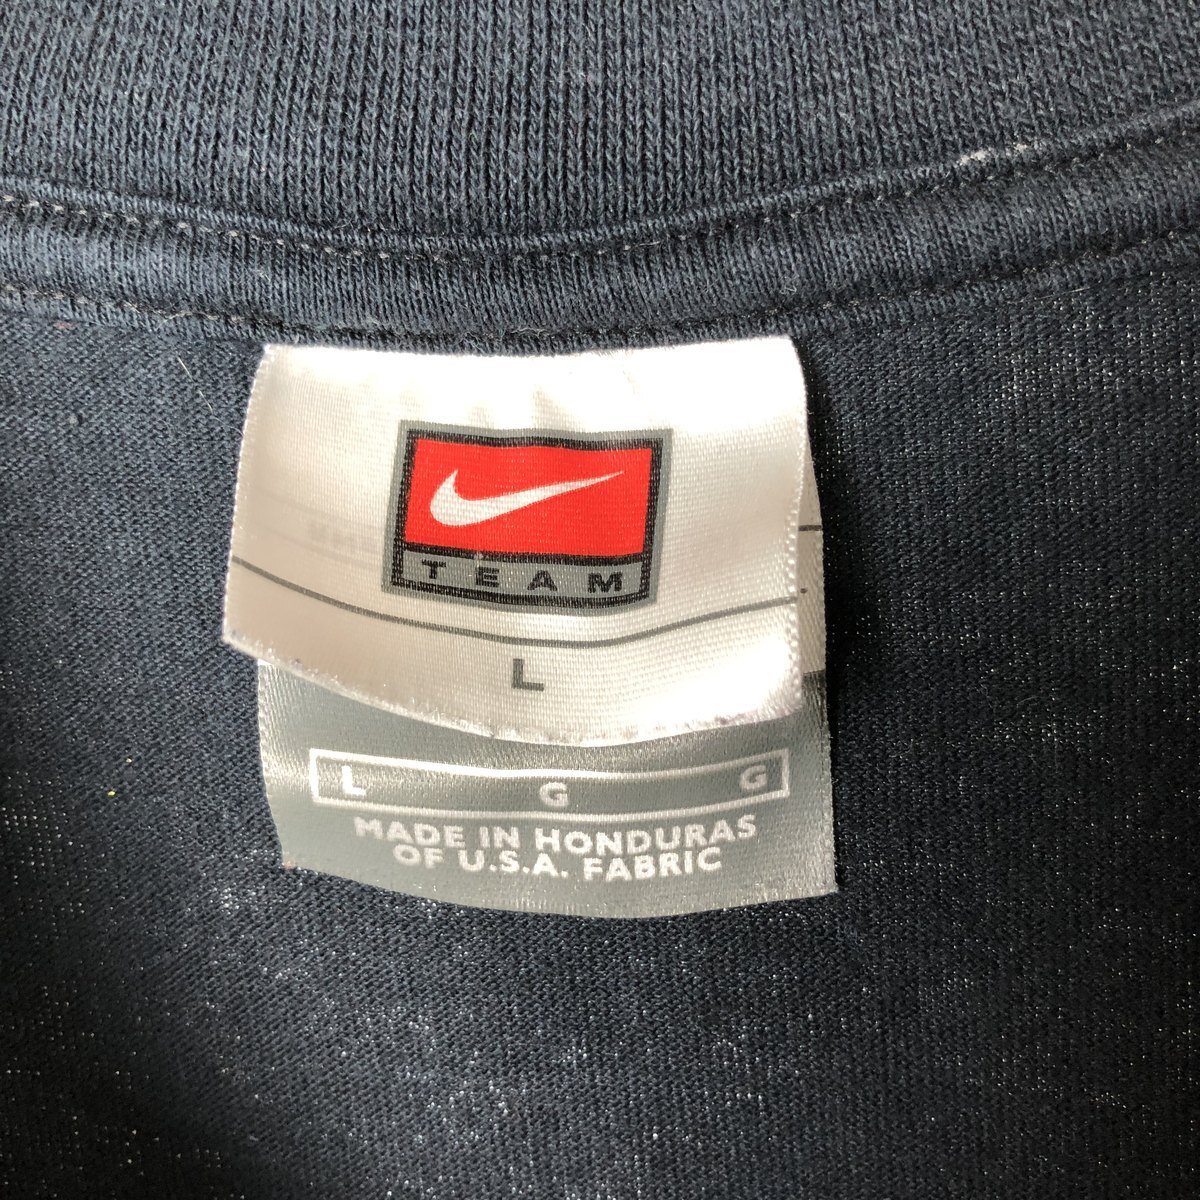 TEAM
L
L G G
MADE IN HONDURAS
OF U.S.A. FABRIC